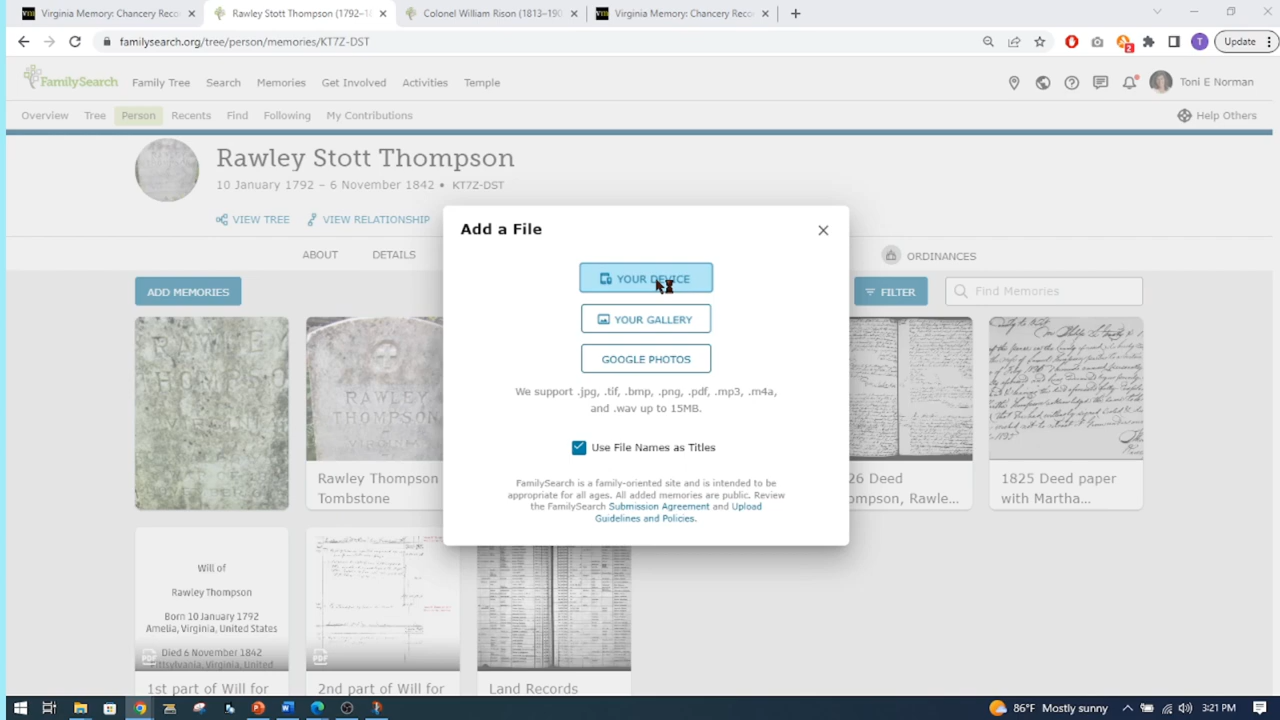 Virginia Memory: Chancery Reco
Rawley Stott Thompson (1792–18
Colonel William Rison (1813–190
Virginia Memory: Chancery Reco
familysearch.org/tree/person/memories/KT7Z-DST
2
T
Update
FamilySearch
Family Tree
Search
Memories
Get Involved
Activities
Temple
Toni E Norman
Overview
Tree
Person
Recents
Find
Following
My Contributions
Help Others
Rawley Stott Thompson
10 January 1792 – 6 November 1842 • KT7Z-DST
VIEW TREE
VIEW RELATIONSHIP
ABOUT
DETAILS
ORDINANCES
ADD MEMORIES
FILTER
Find Memories
Add a File
YOUR DEVICE
YOUR GALLERY
GOOGLE PHOTOS
We support .jpg, .tif, .bmp, .png, .pdf, .mp3, .m4a,
and .wav up to 15MB.
Use File Names as Titles
FamilySearch is a family-oriented site and is intended to be
appropriate for all ages. All added memories are public. Review
the FamilySearch Submission Agreement and Upload
Guidelines and Policies.
Rawley Thompson
Tombstone
26 Deed
ompson, Rawle...
1825 Deed paper
with Martha...
Will of
Rawley Thompson
Born 10 January 1792
Amelia, Virginia, United States
Died 6 November 1842
ittsylvania, Virginia, United
PDF
1st part of Will for
PDF
2nd part of Will for
Land Records
86°F Mostly sunny
3:21 PM